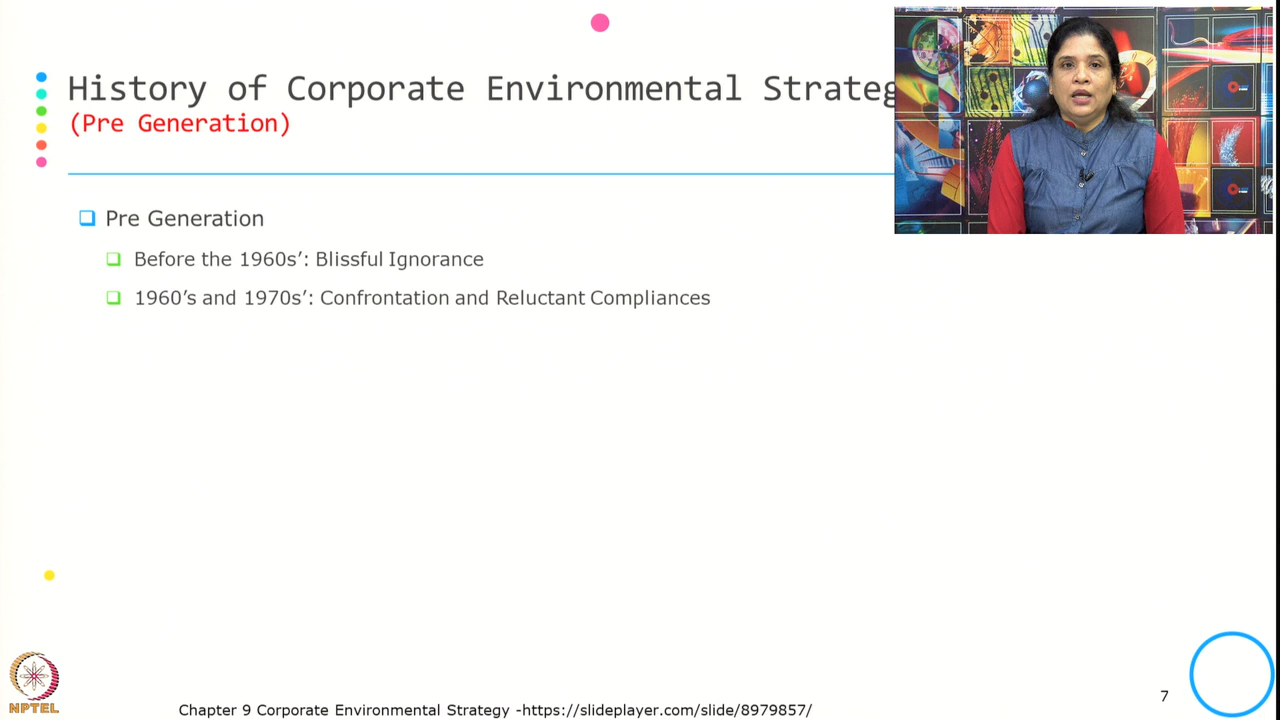 History of Corporate Environmental Strateg
(Pre Generation)
Pre Generation
Before the 1960s’: Blissful Ignorance
1960’s and 1970s’: Confrontation and Reluctant Compliances
NPTEL
Chapter 9 Corporate Environmental Strategy -https://slideplayer.com/slide/8979857/
7